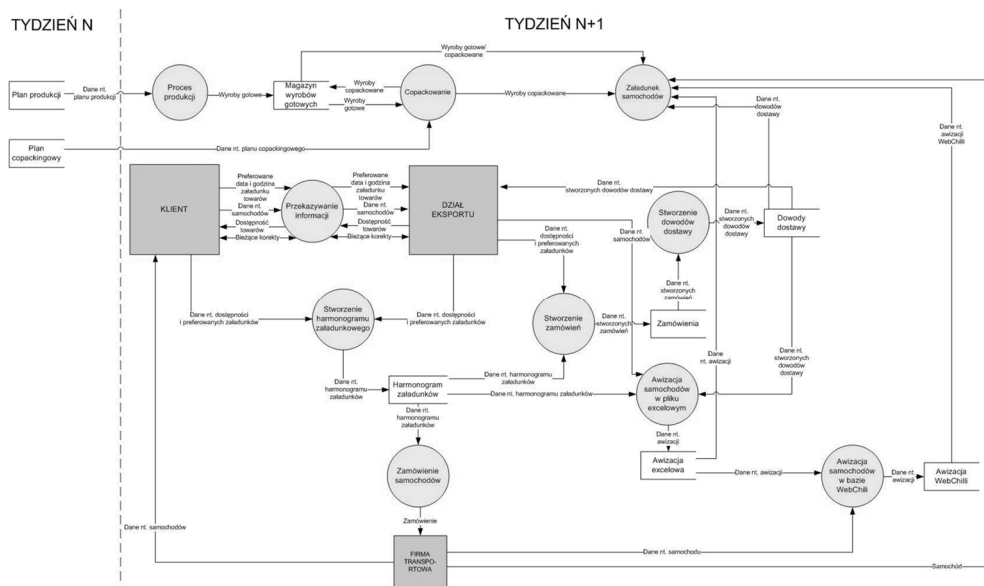 TYDZIEŃ N
TYDZIEŃ N+1
Wyroby gotowe/
copackowane
Plan produkcji
Dane nt.
planu produkcji
Proces
produkcji
Wyroby gotowe
Magazyn
wyrobów
gotowych
Wyroby
copackowane
Wyroby
gotowe
Copackowanie
Wyroby copackowane
Załadunek
samochodów
Dane nt.
dowodów
dostawy
Dane nt.
awizacji
WebChilli
Plan
copackingowy
Dane nt. planu copackingowego
KLIENT
Preferowane
data i godzina
załadunku
towarów
Dane nt.
samochodów
Dostępność
towarów
Bieżące korekty
Przekazywanie
informacji
Preferowane
data i godzina
załadunku
towarów
Dane nt.
samochodów
Dostępność
towarów
Bieżące korekty
DZIAŁ
EKSPORTU
Dane nt.
stworzonych dowodów dostawy
Stworzenie
dowodów
dostawy
Dane nt.
stworzonych
dowodów
dostawy
Dowody
dostawy
Dane nt.
samochodów
Dane nt.
dostępności
i preferowanych
załadunków
Dane nt.
stworzonych
zamówień
Dane nt. dostępności
i preferowanych załadunków
Stworzenie
harmonogramu
załadunkowego
Dane nt. dostępności
i preferowanych załadunków
Stworzenie
zamówień
Dane nt.
stworzonych
zamówień
Zamówienia
Dane
nt. awizacji
Dane nt.
stworzonych
dowodów
dostawy
Dane nt.
harmonogramu
załadunków
Harmonogram
załadunków
Dane nt. harmonogramu
załadunków
Dane nt. harmonogramu załadunków
Awizacja
samochodów
w pliku
excelowym
Dane nt.
harmonogramu
załadunków
Dane nt.
awizacji
Awizacja
excelowa
Dane nt. awizacji
Awizacja
samochodów
w bazie
WebChili
Dane nt.
awizacji
Awizacja
WebChilli
Zamówienie
samochodów
Zamówienie
Dane nt. samochodów
FIRMA
TRANSPO-
RTOWA
Dane nt. samochodu
Samochód